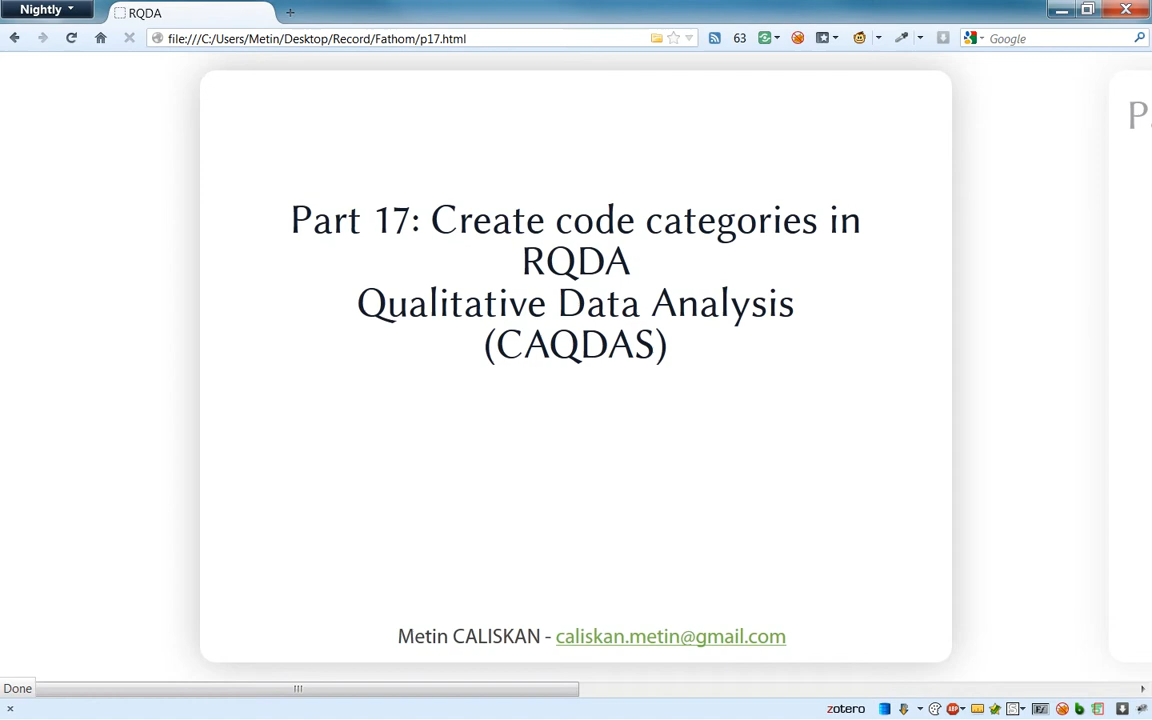 Nightly
RQDA
file:///C:/Users/Metin/Desktop/Record/Fathom/p17.html
63
Google
Part 17: Create code categories in
RQDA
Qualitative Data Analysis
(CAQDAS)
Metin CALISKAN - caliskan.metin@gmail.com
Done
zotero